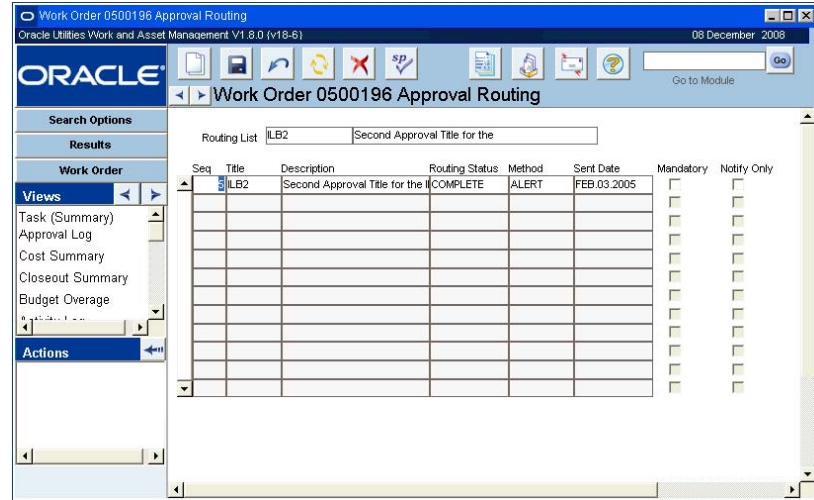 Work Order 0500196 Approval Routing
Oracle Utilities Work and Asset Management V1.8.0 (v18-6) 08 December 2008
ORACLE
sp
Go
Go to Module
Work Order 0500196 Approval Routing
Search Options
Results
Work Order
Views
Task (Summary)
Approval Log
Cost Summary
Closeout Summary
Budget Overage
Actions
Routing List ILB2 Second Approval Title for the
Seq Title Description Routing Status Method Sent Date Mandatory Notify Only
5 ILB2 Second Approval Title for the COMPLETE ALERT FEB.03.2005